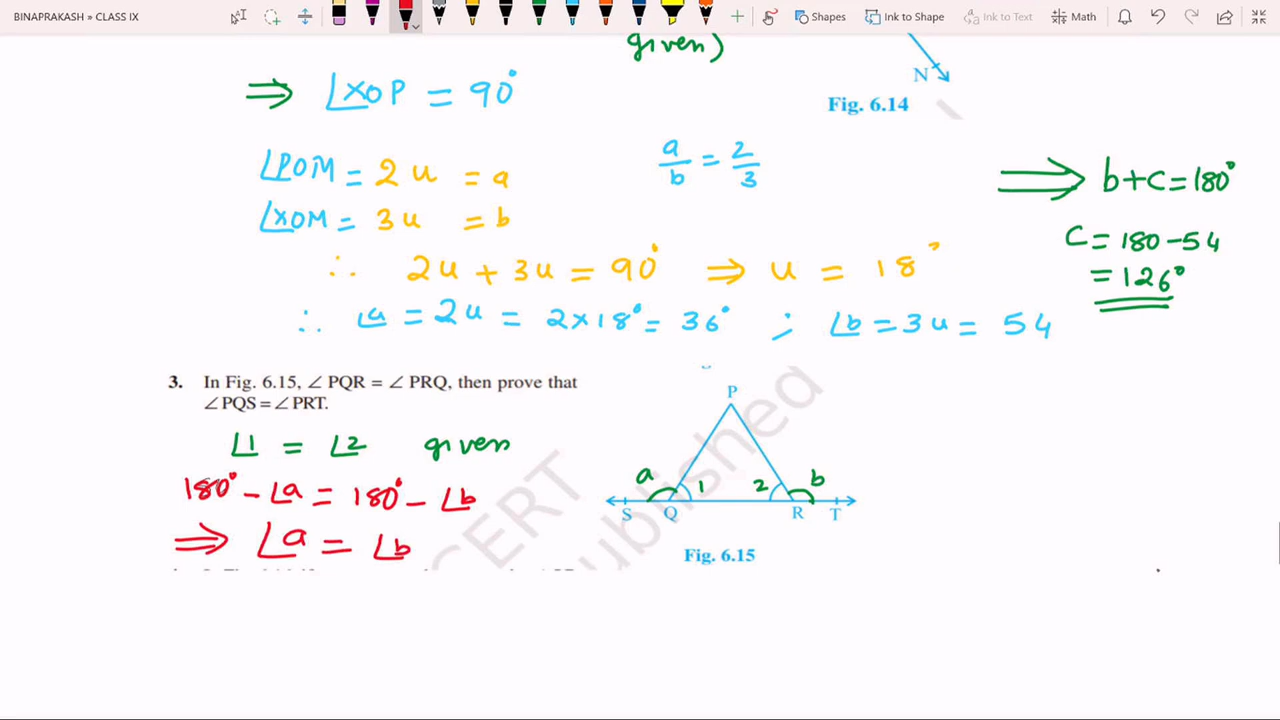 BINAPRAKASH » CLASS IX
Shapes
Ink to Shape
Ink to Text
Math
given)
N
Fig. 6.14
⇒ ∠XOP = 90°
∠POM = 2u = a
a/b = 2/3
∠XOM = 3u = b
⇒ b+c=180°
c = 180-54
= 126°
∴ 2u + 3u = 90° ⇒ u = 18°
∴ ∠a = 2u = 2×18° = 36° ; ∠b = 3u = 54
3. In Fig. 6.15, ∠ PQR = ∠ PRQ, then prove that
∠ PQS = ∠ PRT.
∠1 = ∠2 given
180° - ∠a = 180° - ∠b
⇒ ∠a = ∠b
P
a 1 2 b
S Q R T
Fig. 6.15
CERT
ublished